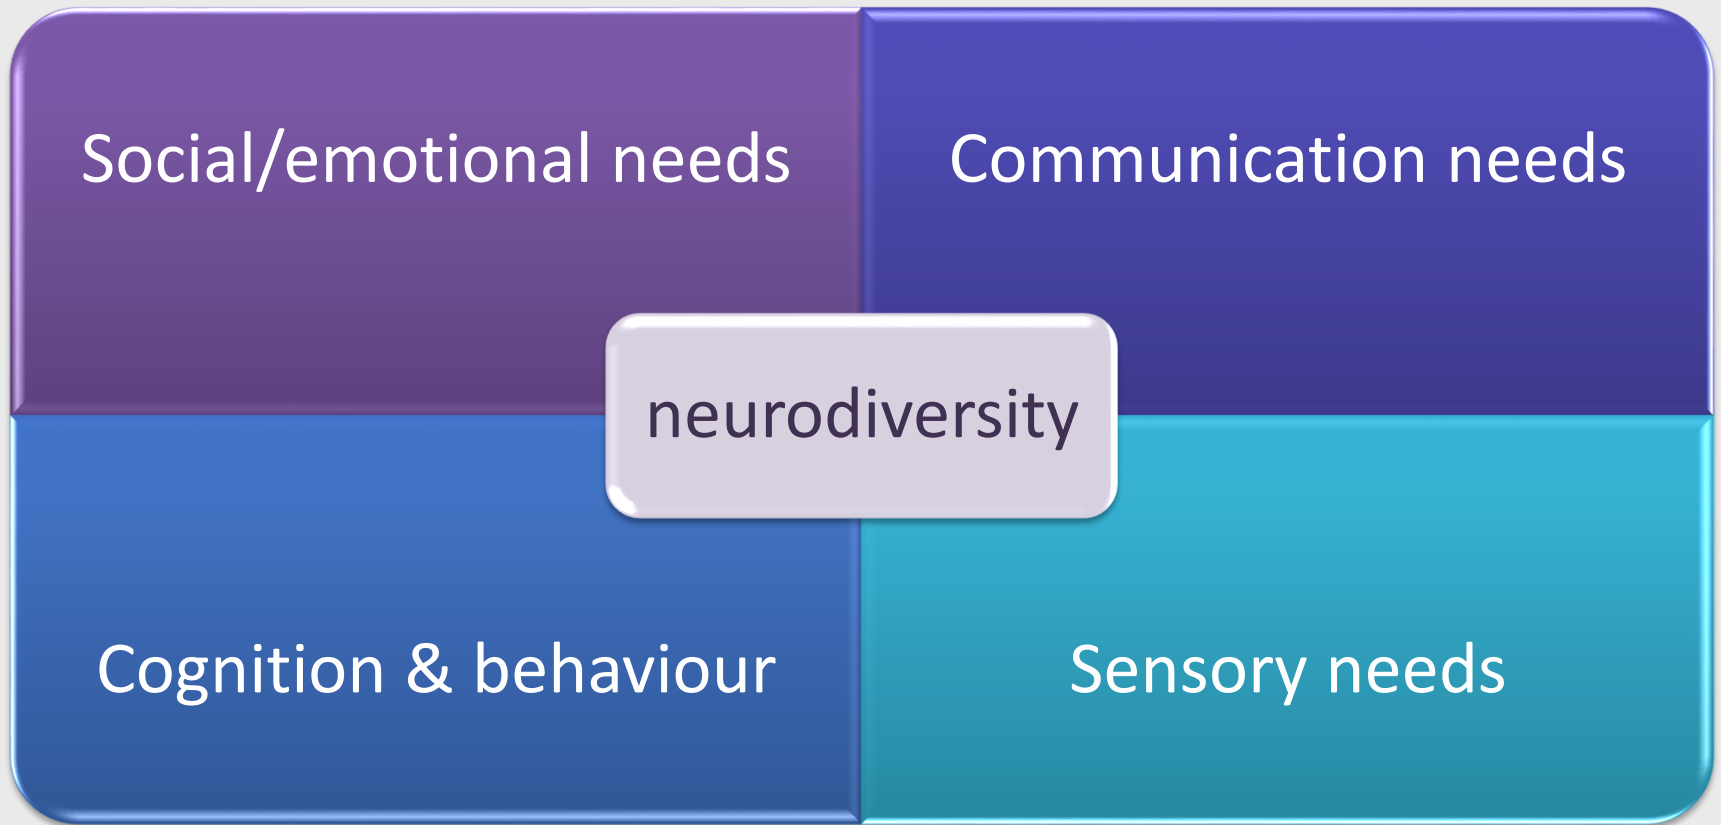 Social/emotional needs
Communication needs
neurodiversity
Cognition & behaviour
Sensory needs